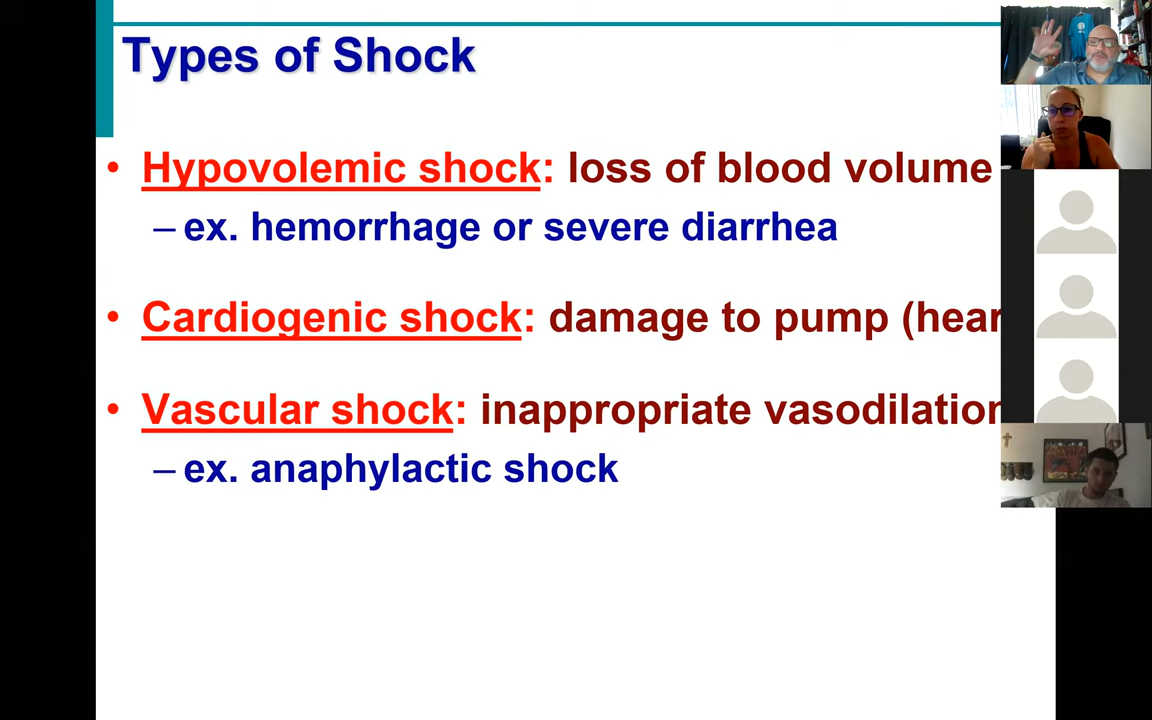 Types of Shock
• Hypovolemic shock: loss of blood volume
– ex. hemorrhage or severe diarrhea
• Cardiogenic shock: damage to pump (hear
• Vascular shock: inappropriate vasodilation
– ex. anaphylactic shock